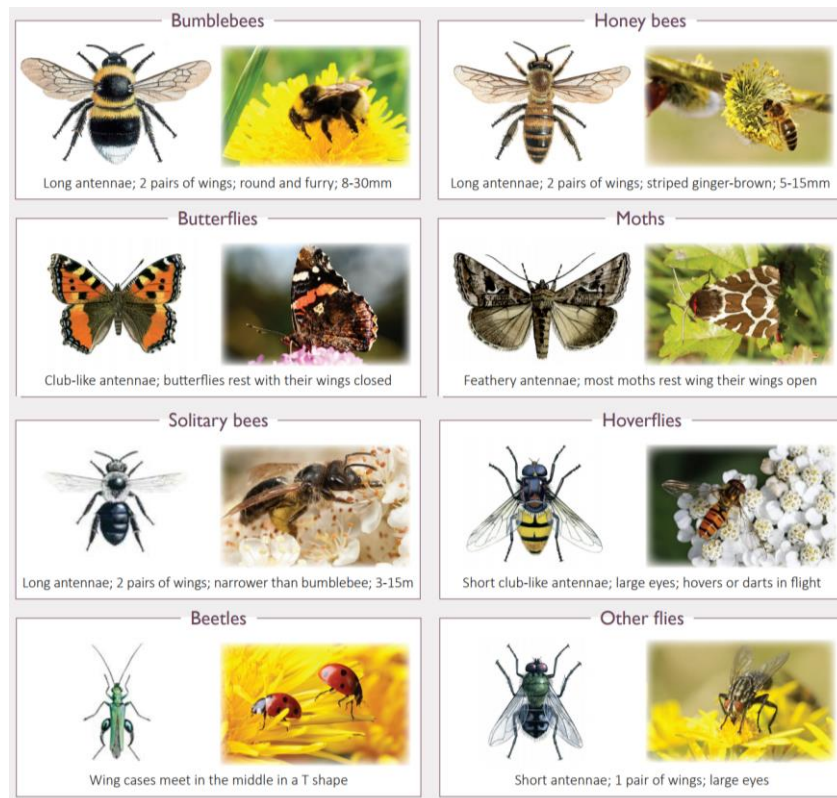 Bumblebees
Honey bees
Long antennae; 2 pairs of wings; round and furry; 8-30mm
Long antennae; 2 pairs of wings; striped ginger-brown; 5-15mm
Butterflies
Moths
Club-like antennae; butterflies rest with their wings closed
Feathery antennae; most moths rest wing their wings open
Solitary bees
Hoverflies
Long antennae; 2 pairs of wings; narrower than bumblebee; 3-15m
Short club-like antennae; large eyes; hovers or darts in flight
Beetles
Other flies
Wing cases meet in the middle in a T shape
Short antennae; 1 pair of wings; large eyes